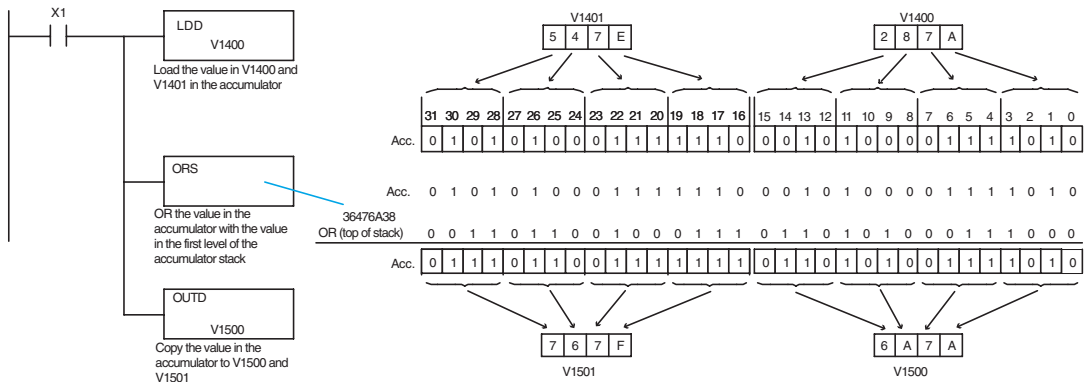 X1
LDD
V1400
Load the value in V1400 and
V1401 in the accumulator
ORS
OR the value in the
accumulator with the value
in the first level of the
accumulator stack
OUTD
V1500
Copy the value in the
accumulator to V1500 and
V1501
V1401
5 4 7 E
V1400
2 8 7 A
31 30 29 28 27 26 25 24 23 22 21 20 19 18 17 16 15 14 13 12 11 10 9 8 7 6 5 4 3 2 1 0
Acc. 0 1 0 1 0 1 0 0 0 1 1 1 1 1 1 0 0 0 1 0 1 0 0 0 0 1 1 1 1 0 1 0
Acc. 0 1 0 1 0 1 0 0 0 1 1 1 1 1 1 0 0 0 1 0 1 0 0 0 0 1 1 1 1 0 1 0
36476A38
OR (top of stack) 0 0 1 1 0 1 1 0 0 1 0 0 0 1 1 1 0 1 1 0 1 0 1 0 0 0 1 1 1 0 0 0
Acc. 0 1 1 1 0 1 1 0 0 1 1 1 1 1 1 1 0 1 1 0 1 0 1 0 0 1 1 1 1 0 1 0
7 6 7 F
V1501
6 A 7 A
V1500